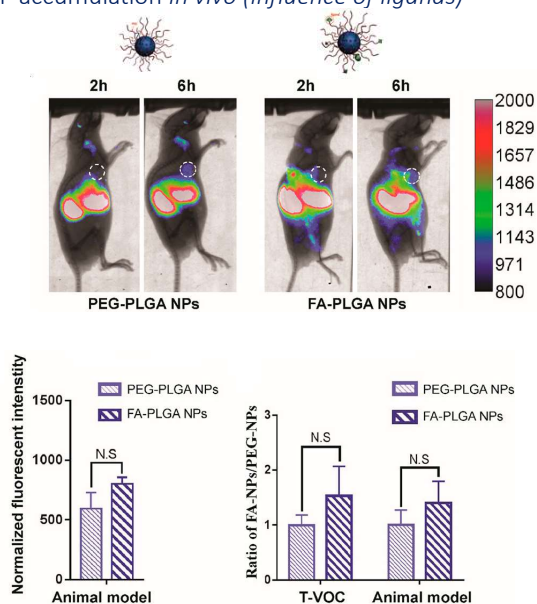 accumulation in vivo (influence of ligands)
2h 6h 2h 6h
2000
1829
1657
1486
1314
1143
971
800
PEG-PLGA NPs FA-PLGA NPs
Normalized fluorescent intenstity
1500
1000
500
0
PEG-PLGA NPs
FA-PLGA NPs
N.S
Animal model
Ratio of FA-NPs/PEG-NPs
3
2
1
0
PEG-PLGA NPs
FA-PLGA NPs
N.S
N.S
T-VOC Animal model